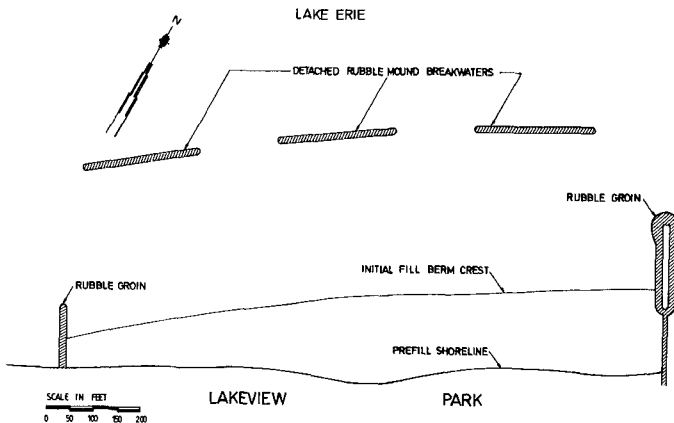 LAKE ERIE
N
DETACHED RUBBLE MOUND BREAKWATERS
RUBBLE GROIN
INITIAL FILL BERM CREST
RUBBLE GROIN
PREFILL SHORELINE
SCALE IN FEET
0 50 100 150 200
LAKEVIEW PARK